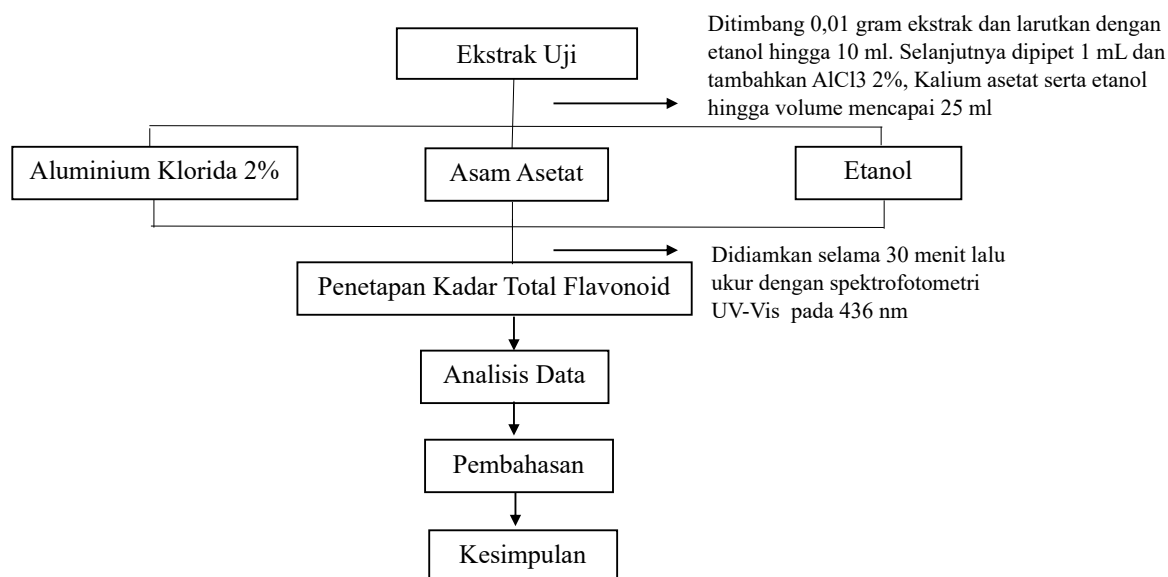 Ditimbang 0,01 gram ekstrak dan larutkan dengan
etanol hingga 10 ml. Selanjutnya dipipet 1 mL dan
tambahkan AlCl3 2%, Kalium asetat serta etanol
hingga volume mencapai 25 ml
Ekstrak Uji
Aluminium Klorida 2%
Asam Asetat
Etanol
Didiamkan selama 30 menit lalu
ukur dengan spektrofotometri
UV-Vis pada 436 nm
Penetapan Kadar Total Flavonoid
Analisis Data
Pembahasan
Kesimpulan